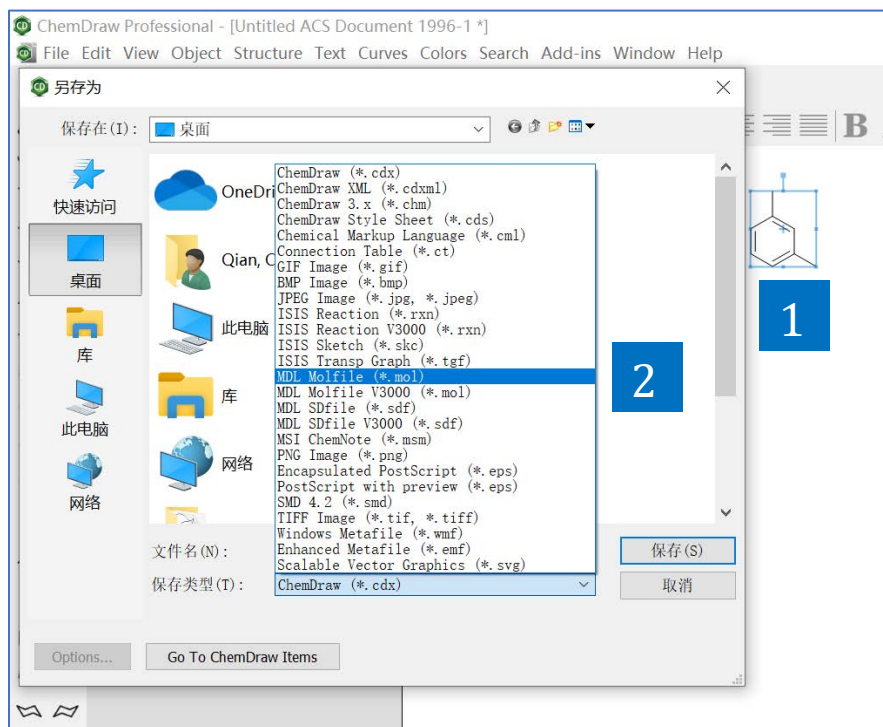 ChemDraw Professional - [Untitled ACS Document 1996-1 *]
File Edit View Object Structure Text Curves Colors Search Add-ins Window Help
另存为
保存在(I):
桌面
B
快速访问
桌面
库
此电脑
网络
OneDri
Qian, C
此电脑
库
网络
ChemDraw (*.cdx)
ChemDraw XML (*.cdxml)
ChemDraw 3.x (*.chm)
ChemDraw Style Sheet (*.cds)
Chemical Markup Language (*.cml)
Connection Table (*.ct)
GIF Image (*.gif)
BMP Image (*.bmp)
JPEG Image (*.jpg, *.jpeg)
ISIS Reaction (*.rxn)
ISIS Reaction V3000 (*.rxn)
ISIS Sketch (*.skc)
ISIS Transp Graph (*.tgf)
MDL Molfile (*.mol)
MDL Molfile V3000 (*.mol)
MDL SDfile (*.sdf)
MDL SDfile V3000 (*.sdf)
MSI ChemNote (*.msm)
PNG Image (*.png)
Encapsulated PostScript (*.eps)
PostScript with preview (*.eps)
SMD 4.2 (*.smd)
TIFF Image (*.tif, *.tiff)
Windows Metafile (*.wmf)
Enhanced Metafile (*.emf)
Scalable Vector Graphics (*.svg)
1
2
文件名(N):
保存(S)
保存类型(T):
ChemDraw (*.cdx)
取消
Options...
Go To ChemDraw Items